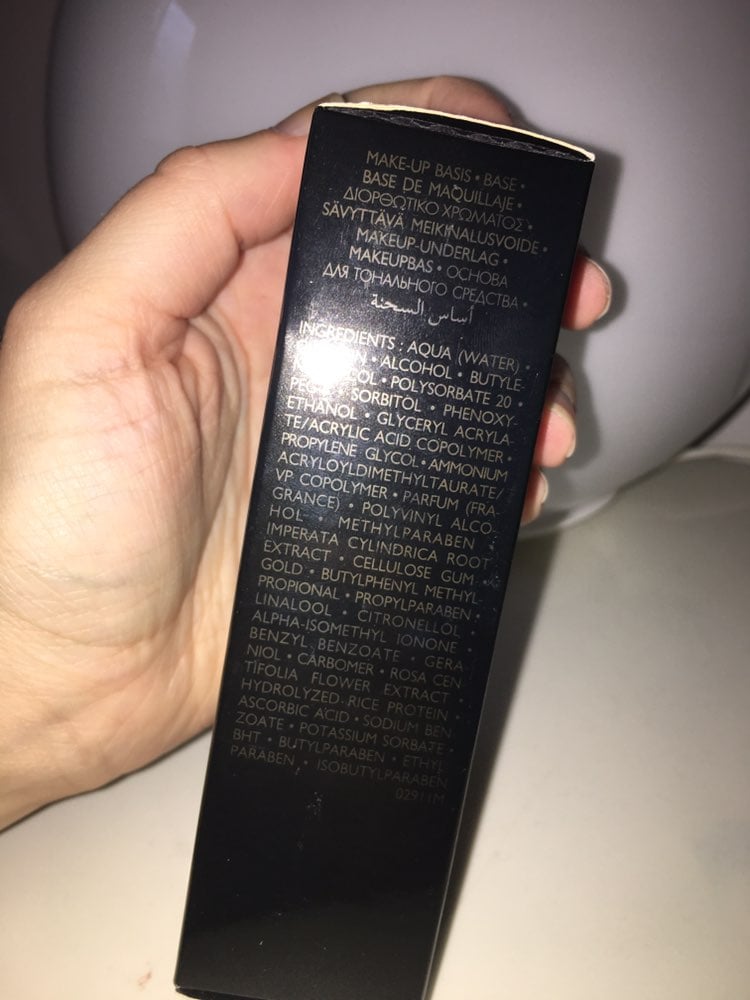 MAKE-UP BASIS • BASE •
BASE DE MAQUILLAJE •
ΔΙΟΡΘΩΤΙΚΟ ΧΡΩΜΑΤΟΣ •
SÄVYTTÄVÄ MEIKINALUSVOIDE •
MAKEUP-UNDERLAG •
MAKEUPBAS • ОСНОВА
ДЛЯ ТОНАЛЬНОГО СРЕДСТВА •
أساس السحنة
INGREDIENTS : AQUA (WATER) •
• ALCOHOL • BUTYLE-
• POLYSORBATE 20 •
SORBITOL • PHENOXY-
ETHANOL • GLYCERYL ACRYLA-
TE/ACRYLIC ACID COPOLYMER •
PROPYLENE GLYCOL • AMMONIUM
ACRYLOYLDIMETHYLTAURATE/
VP COPOLYMER • PARFUM (FRA-
GRANCE) • POLYVINYL ALCO-
HOL • METHYLPARABEN
IMPERATA CYLINDRICA ROOT
EXTRACT • CELLULOSE GUM •
GOLD • BUTYLPHENYL METHYL
PROPIONAL • PROPYLPARABEN •
LINALOOL • CITRONELLOL •
ALPHA-ISOMETHYL IONONE •
BENZYL BENZOATE • GERA
NIOL • CARBOMER • ROSA CEN
TIFOLIA FLOWER EXTRACT
HYDROLYZED RICE PROTEIN •
ASCORBIC ACID • SODIUM BEN
ZOATE • POTASSIUM SORBATE •
BHT • BUTYLPARABEN • ETHYL
PARABEN • ISOBUTYLPARABEN
02911M